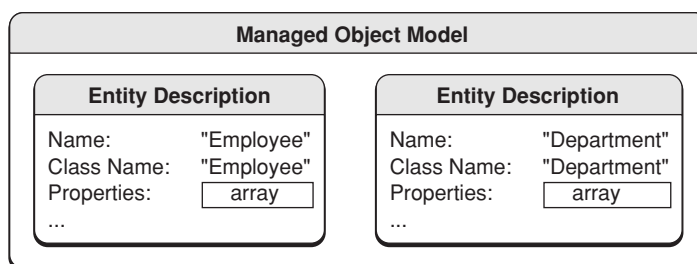 Managed Object Model
Entity Description
Name: "Employee"
Class Name: "Employee"
Properties: array
...
Entity Description
Name: "Department"
Class Name: "Department"
Properties: array
...